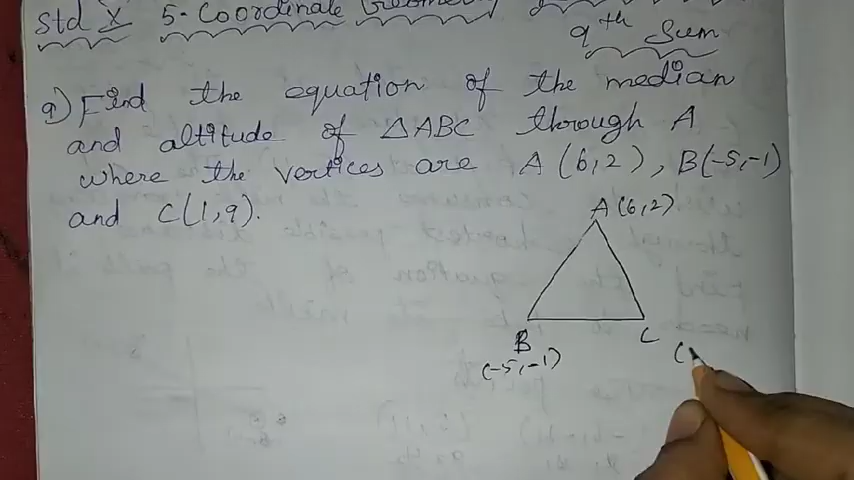 Std X 5-Coordinate Geometry
9th Sum
9) Find the equation of the median
and altitude of △ABC through A
where the vertices are A(6,2), B(-5,-1)
and C(1,9).
A(6,2)
B C
(-5,-1) (